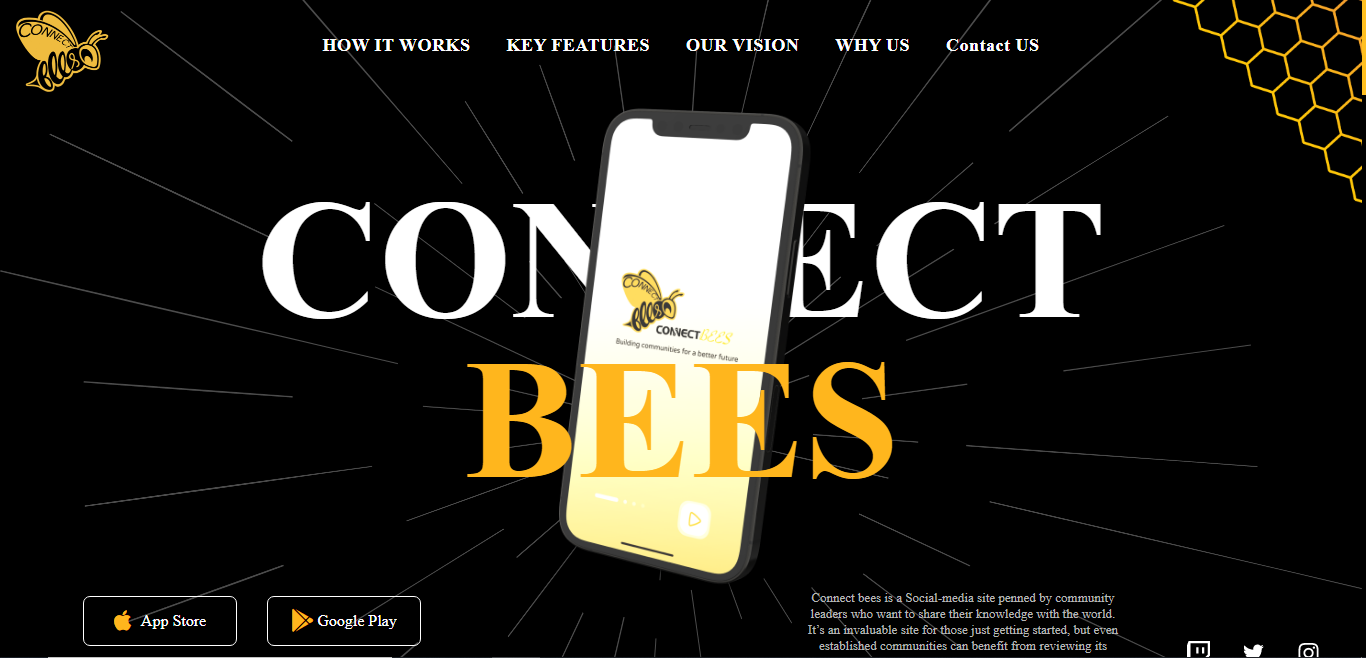 CONNECT
bees
HOW IT WORKS
KEY FEATURES
OUR VISION
WHY US
Contact US
CON ECT
CONNECT
bees
CONNECTBEES
Building communities for a better future
BEES
App Store
Google Play
Connect bees is a Social-media site penned by community
leaders who want to share their knowledge with the world.
It’s an invaluable site for those just getting started, but even
established communities can benefit from reviewing its